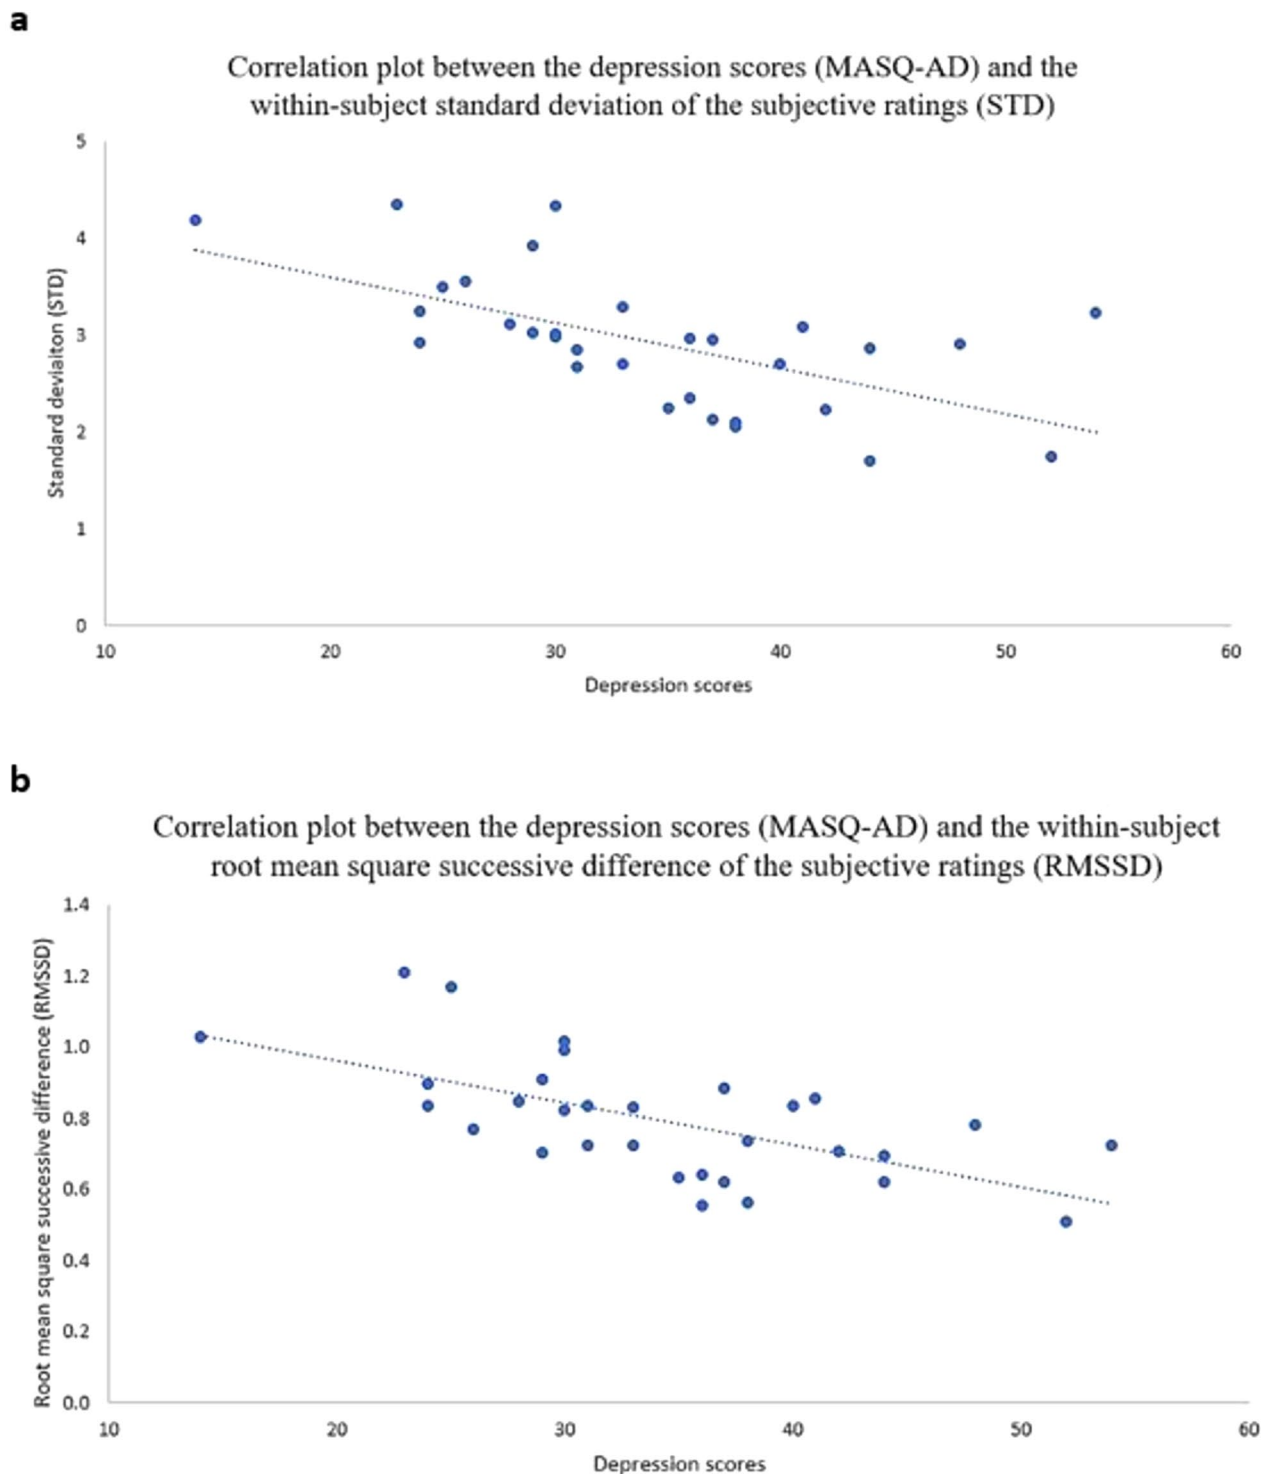 a
Correlation plot between the depression scores (MASQ-AD) and the
within-subject standard deviation of the subjective ratings (STD)
Standard deviaiton (STD)
5
4
3
2
1
0
10 20 30 40 50 60
Depression scores
b
Correlation plot between the depression scores (MASQ-AD) and the within-subject
root mean square successive difference of the subjective ratings (RMSSD)
Root mean square successive difference (RMSSD)
1.4
1.2
1.0
0.8
0.6
0.4
0.2
0.0
10 20 30 40 50 60
Depression scores